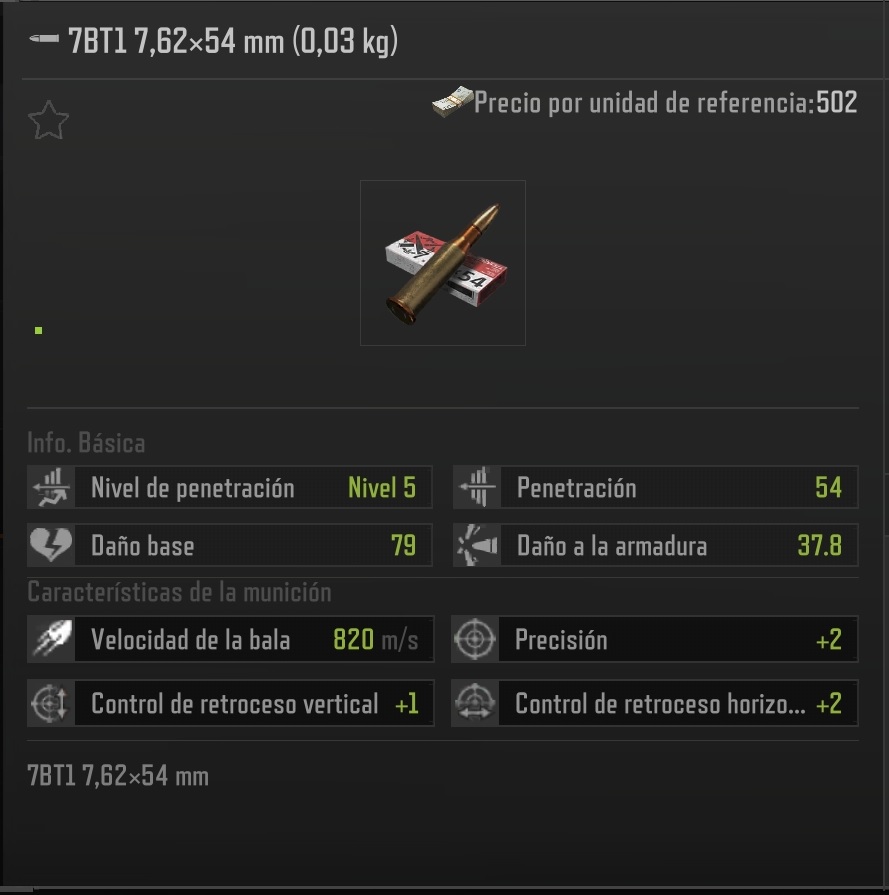 7BT1 7,62×54 mm (0,03 kg)
Precio por unidad de referencia:502
54
Info. Básica
Nivel de penetración Nivel 5
Penetración 54
Daño base 79
Daño a la armadura 37.8
Características de la munición
Velocidad de la bala 820 m/s
Precisión +2
Control de retroceso vertical +1
Control de retroceso horizo... +2
7BT1 7,62×54 mm